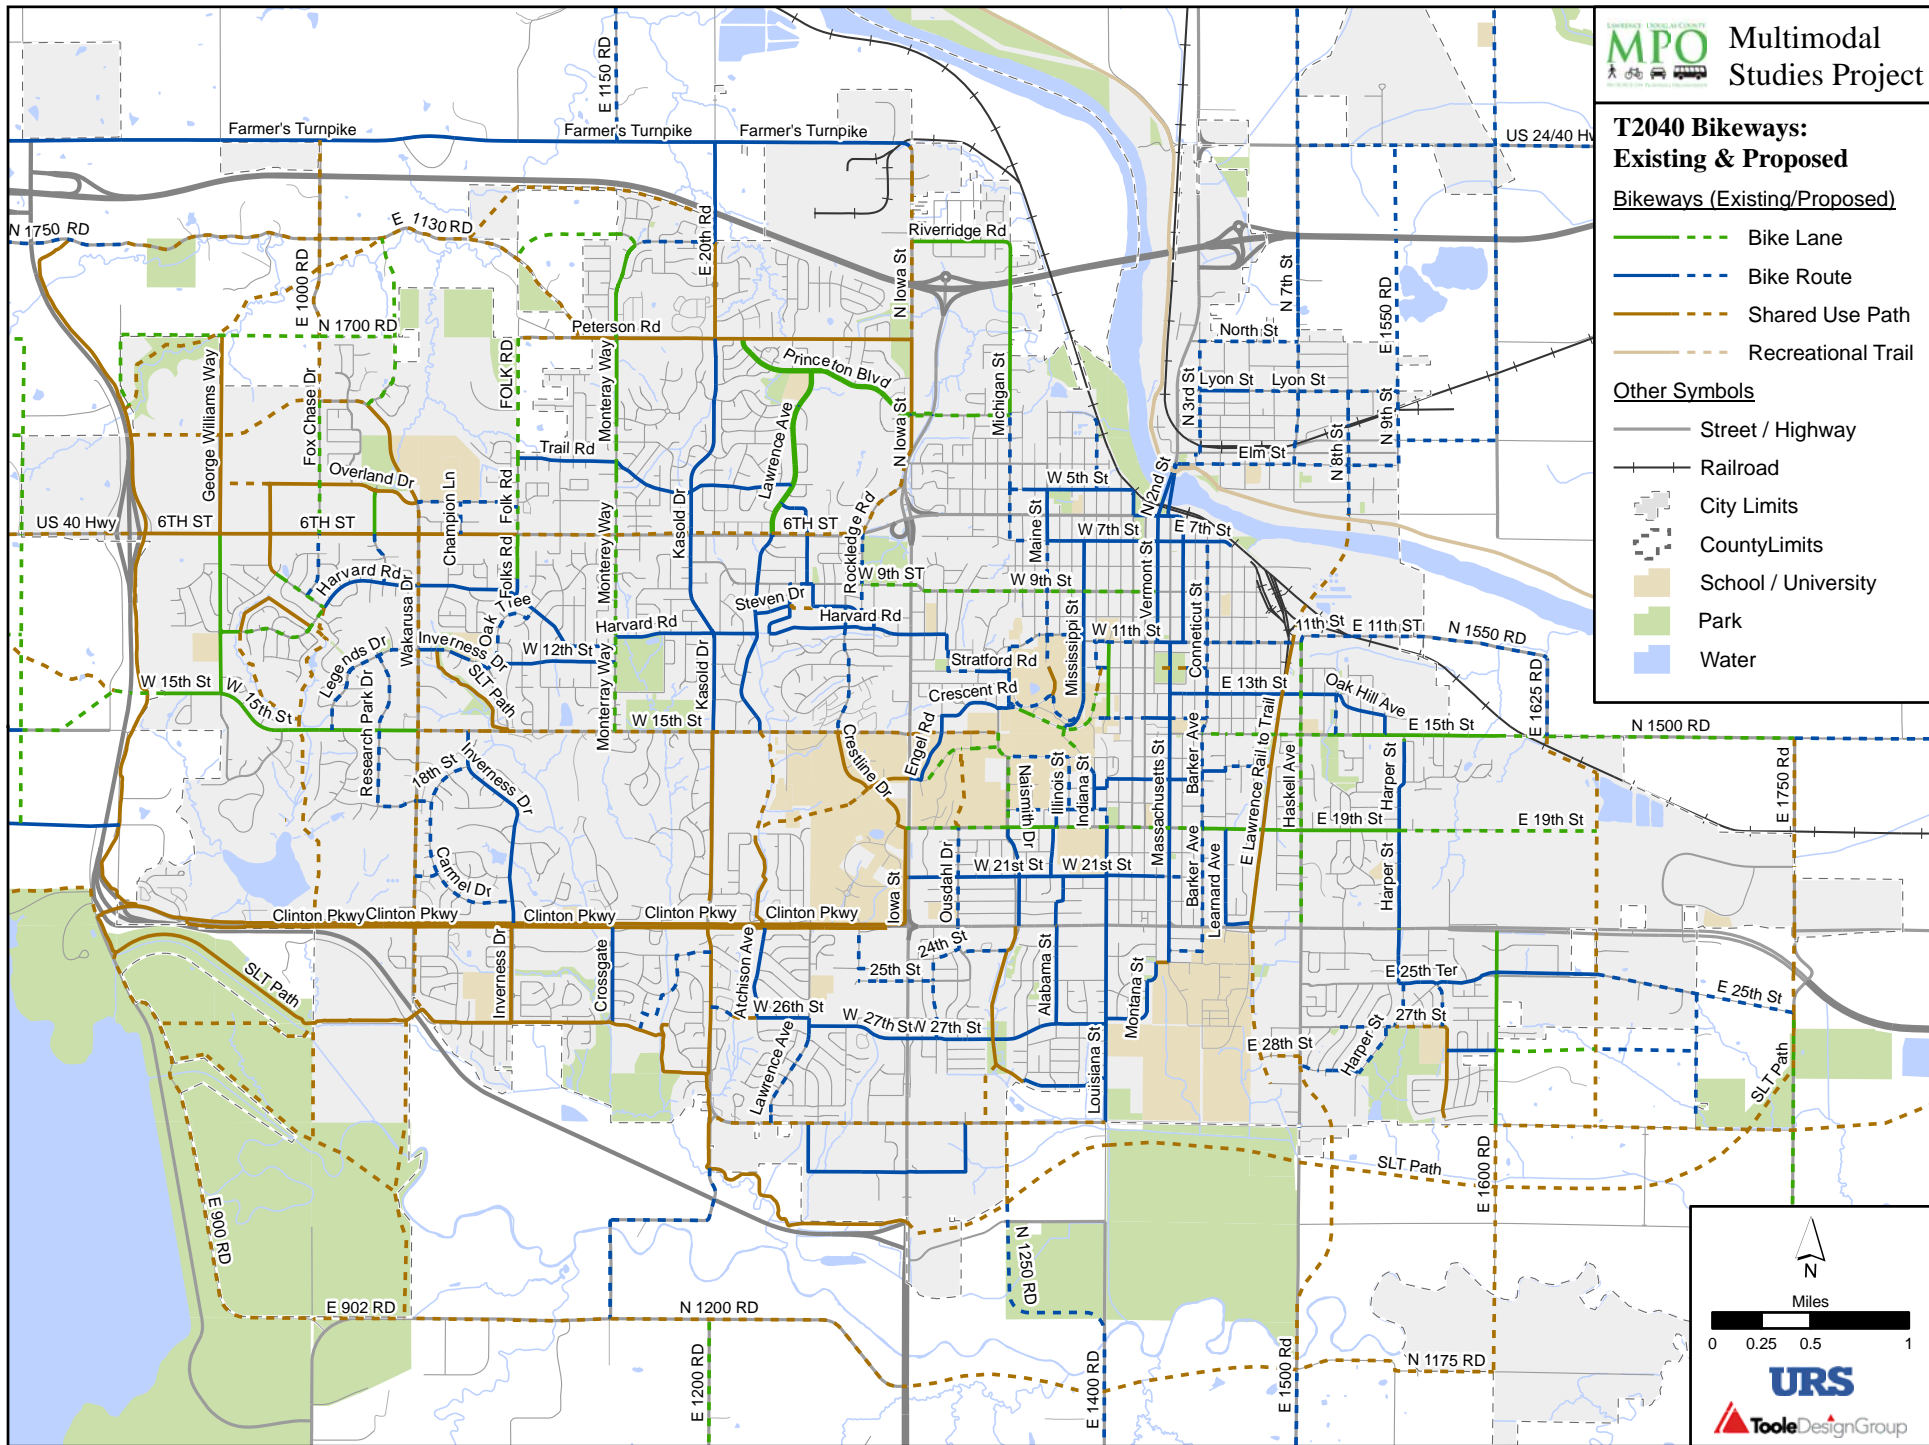 LAWRENCE - DOUGLAS COUNTY
MPO
Multimodal
Studies Project
T2040 Bikeways:
Existing & Proposed
Bikeways (Existing/Proposed)
Bike Lane
Bike Route
Shared Use Path
Recreational Trail
Other Symbols
Street / Highway
Railroad
City Limits
CountyLimits
School / University
Park
Water
E 1150 RD
Farmer's Turnpike
Farmer's Turnpike
Farmer's Turnpike
US 24/40 Hw
N 1750 RD
E 1130 RD
E 20th Rd
Riverridge Rd
E 1000 RD
N Iowa St
N 7th St
E 1550 RD
N 1700 RD
Peterson Rd
North St
George Williams Way
Fox Chase Dr
FOLK RD
Monteray Way
Princeton Blvd
Michigan St
N 3rd St
Lyon St
Lyon St
N 9th St
N 8th St
Trail Rd
Lawrence Ave
N Iowa St
Elm St
Overland Dr
Champion Ln
Folk Rd
Kasold Dr
Rockledge Rd
W 5th St
N 2nd St
US 40 Hwy
6TH ST
6TH ST
6TH ST
Maine St
W 7th St
E 7th St
Harvard Rd
Wakarusa Dr
Folks Rd
Monterey Way
W 9th ST
W 9th St
Vermont St
Connecticut St
Steven Dr
Oak Tree
Harvard Rd
Harvard Rd
Mississippi St
W 11th St
11th St
E 11th ST
N 1550 RD
Legends Dr
Inverness Dr
W 12th St
Stratford Rd
SLT Path
Monterray Way
Kasold Dr
Crescent Rd
E 13th St
Oak Hill Ave
E 1625 RD
W 15th St
W 15th St
Research Park Dr
W 15th St
E 15th St
N 1500 RD
Engel Rd
Crestline Dr
18th St
Inverness Dr
Naismith Dr
Illinois St
Indiana St
Massachusetts St
Barker Ave
E Lawrence Rail to Trail
Haskell Ave
Harper St
E 1750 Rd
E 19th St
E 19th St
Carmel Dr
Ousdahl Dr
W 21st St
W 21st St
Barker Ave
Learnard Ave
Harper St
Iowa St
Clinton Pkwy
Clinton Pkwy
Clinton Pkwy
Clinton Pkwy
Clinton Pkwy
SLT Path
Inverness Dr
Crossgate
Atchison Ave
24th St
25th St
Alabama St
Montana St
E 25th Ter
E 25th St
W 26th St
W 27th St
W 27th St
27th St
Lawrence Ave
Louisiana St
E 28th St
Harper St
SLT Path
SLT Path
E 1600 RD
E 900 RD
N 1250 RD
E 902 RD
N 1200 RD
E 1200 RD
E 1400 RD
E 1500 Rd
N 1175 RD
N
Miles
0 0.25 0.5 1
URS
TooleDesignGroup